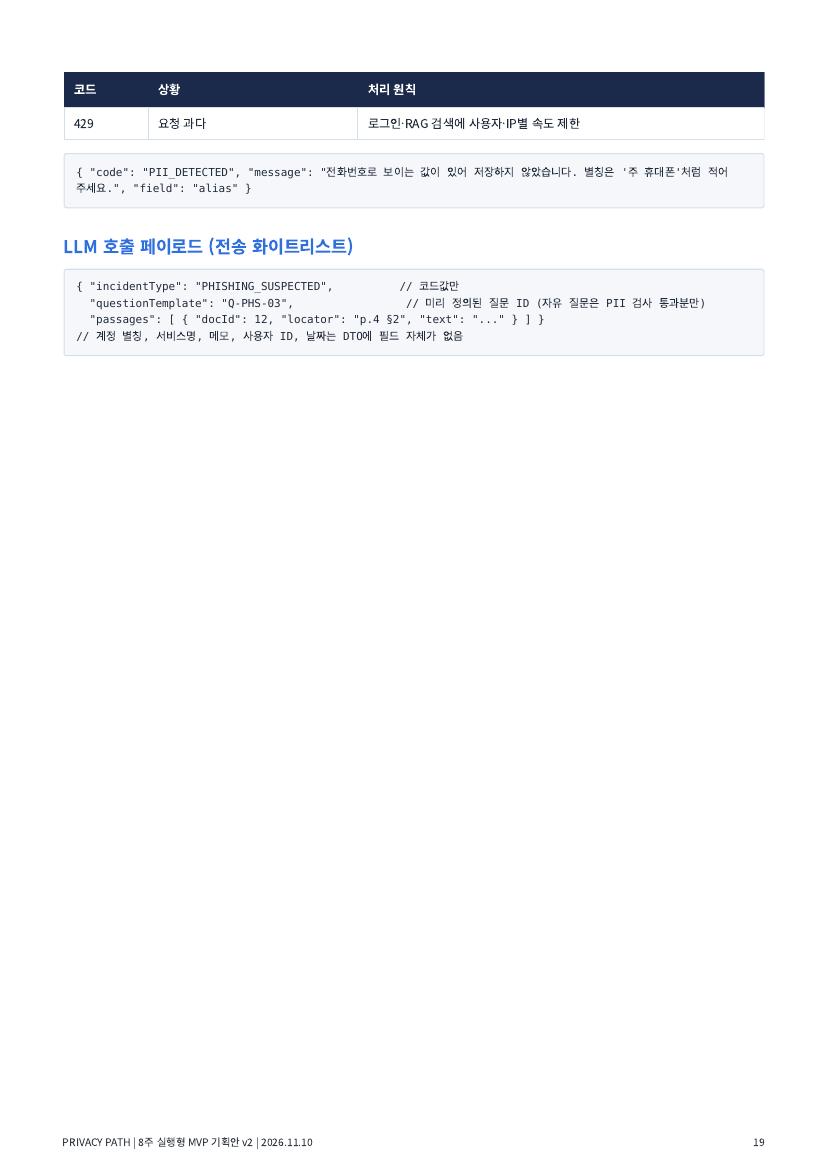 코드 상황 처리 원칙
429 요청 과다 로그인·RAG 검색에 사용자·IP별 속도 제한
{ "code": "PII_DETECTED", "message": "전화번호로 보이는 값이 있어 저장하지 않았습니다. 별칭은 '주 휴대폰'처럼 적어
주세요.", "field": "alias" }
LLM 호출 페이로드 (전송 화이트리스트)
{ "incidentType": "PHISHING_SUSPECTED", // 코드값만
"questionTemplate": "Q-PHS-03", // 미리 정의된 질문 ID (자유 질문은 PII 검사 통과분만)
"passages": [ { "docId": 12, "locator": "p.4 §2", "text": "..." } ] }
// 계정 별칭, 서비스명, 메모, 사용자 ID, 날짜는 DTO에 필드 자체가 없음
PRIVACY PATH | 8주 실행형 MVP 기획안 v2 | 2026.11.10 19